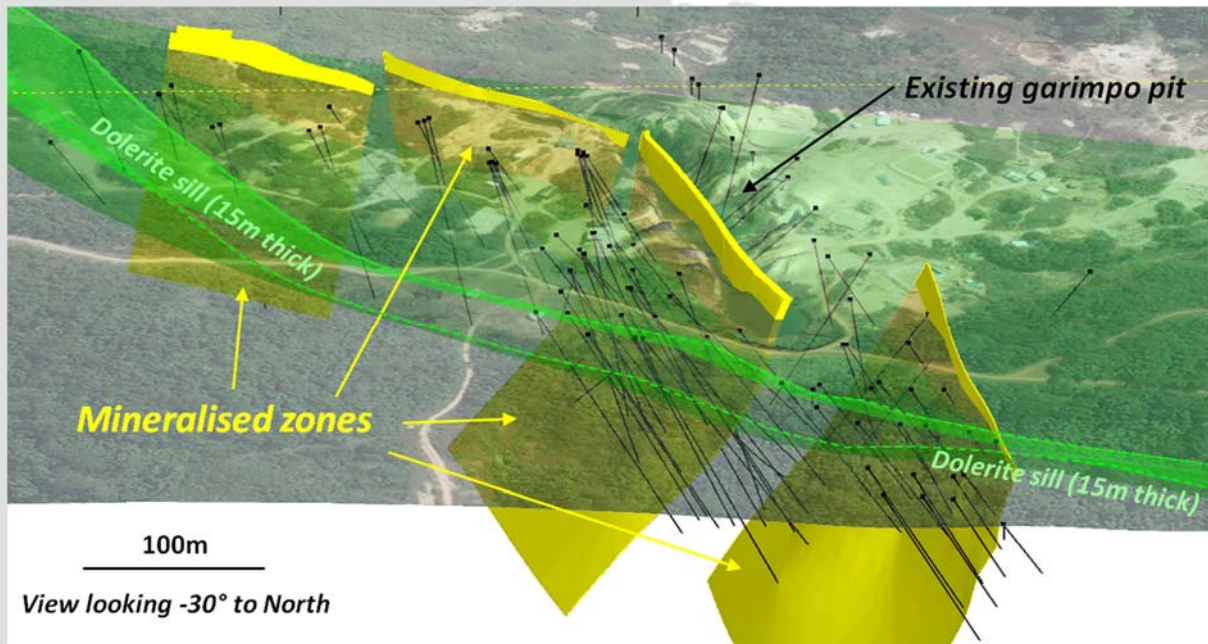 Existing garimpo pit
Dolerite sill (15m thick)
Mineralised zones
Dolerite sill (15m thick)
100m
View looking -30° to North